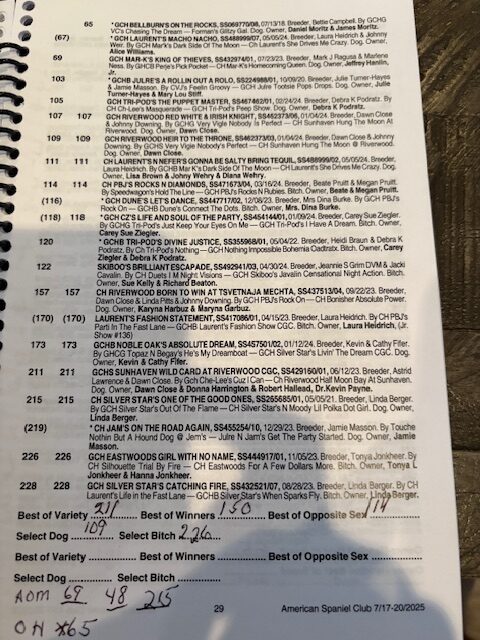 65 * GCH BELLBURN'S ON THE ROCKS, SS069770/08, 07/13/18. Breeder, Bette Campbell. By GCHG
VC's Chasing The Dream — Forman's Glitzy Gal. Dog. Owner, Daniel Moritz & James Moritz.
(67) * GCH LAURENT'S MACHO NACHO, SS488999/07, 05/05/24. Breeder, Laura Heidrich & Johnny
Weir. By GCH Mark's Dark Side Of The Moon — Ch Laurent's She Drives Me Crazy. Dog. Owner,
Alice Williams.
69 GCH MAR-K'S KING OF THIEVES, SS432974/01, 07/23/23. Breeder, Mark J Ragusa & Marlene
Ness. By GHCB Perje's Pick's Pocket — CH Mar-K's Homecoming Queen. Dog. Owner, Jeffrey Hanlin,
Jr.
103 *GCHB JULRE'S A ROLLIN OUT A ROLO, SS224988/01, 10/09/20. Breeder, Julie Turner-Hayes
& Jamie Masson. By CVJ's Feelin Groovy — GCH Julre Tootsie Pops Drops. Dog. Owner, Julie
Turner-Hayes & Mary Lou Stiff.
105 GCH TRI-POD'S THE PUPPET MASTER, SS467462/01, 02/24/24. Breeder, Debra K Podratz. By
CH Ch-Lee's Masquerade — GCH Tri-Pod's Peep Show. Dog. Owner, Debra K Podratz.
107 107 GCH RIVERWOOD RED WHITE & IRISH KNIGHT, SS462373/06, 01/04/24. Breeder, Dawn Close
& Johnny Downing. By GCHG Very Vigie Nobody Is Perfect — CH Sunhaven Hung The Moon At
Riverwood. Dog. Owner, Dawn Close.
109 109 GCH RIVERWOOD HEIR TO THE THRONE, SS462373/03, 01/04/24. Breeder, Dawn Close & Johnny
Downing. By GCHS Very Vigie Nobody's Perfect — CH Sunhaven Hung The Moon @ Riverwood.
Dog. Owner, Dawn Close.
111 111 CH LAURENT'S N NEFER'S GONNA BE SALTY BRING TEQUIL, SS488999/02, 05/05/24. Breeder,
Laura Heidrich. By GCHB Mar K's Dark Side Of The Moon — CH Laurent's She Drives Me Crazy. Dog.
Owner, Lisa Brown & Johny Wehry & Diana Wehry.
114 114 CH PBJ'S ROCKS N DIAMONDS, SS471673/04, 03/16/24. Breeder, Beate Pruitt & Megan Pruitt.
By Speedwagon's Hold The Line — GCH PBJ's Rocks N Rubies. Bitch. Owner, Beate & Megan Pruitt.
(116) * GCH DUNE'S LET'S DANCE, SS447717/02, 12/08/23. Breeder, Mrs Dina Burke. By GCH PBJ's
Rock On — GCHB Dune's Connect The Dots. Bitch. Owner, Mrs. Dina Burke.
(118) 118 * GCH CZ'S LIFE AND SOUL OF THE PARTY, SS454144/01, 01/09/24. Breeder, Carey Sue Ziegler.
By GCHG Tri-Pod's Just Keep Your Eyes On Me — GCH Tri-Pod's I Have A Dream. Bitch. Owner,
Carey Sue Ziegler.
120 * GCHB TRI-POD'S DIVINE JUSTICE, SS355968/01, 05/04/22. Breeder, Heidi Braun & Debra K
Podratz. By Ch Tri-Pod's Nothing — GCH Nothing Impossible Bohemia Gadtratx. Bitch. Owner, Carey
Ziegler & Debra K Podratz.
122 SKIBOO'S BRILLIANT ESCAPADE, SS492941/03, 04/30/24. Breeder, Jeannie S Grim DVM & Jacki
Cavalin. By CH Duets I M Night Visions — GCH Skiboo's Javalin Censational Night Action. Bitch.
Owner, Sue Kelly & Richard Beaton.
157 157 CH RIVERWOOD BORN TO WIN AT TSVETNAJA MECHTA, SS437513/04, 09/22/23. Breeder,
Dawn Close & Linda Pitts & Johnny Downing. By GCH PBJ's Rock On — CH Bonisher Absolute Power.
Dog. Owner, Karyna Harbuz & Maryna Garbuz.
(170) (170) LAURENT'S FASHION STATEMENT, SS417086/01, 04/15/23. Breeder, Laura Heidrich. By CH PBJ's
Parti In The Fast Lane — GCHB Laurent's Fashion Show CGC. Bitch. Owner, Laura Heidrich, (Jr.
Show #136)
173 173 GCHB NOBLE OAK'S ABSOLUTE DREAM, SS457501/02, 01/12/24. Breeder, Kevin & Cathy Fifer.
By GHCG Topaz N Begay's He's My Dreamboat — GCH Silver Star's Livin' The Dream CGC. Dog.
Owner, Kevin & Cathy Fifer.
211 211 GCHS SUNHAVEN WILD CARD AT RIVERWOOD CGC, SS429160/01, 06/12/23. Breeder, Astrid
Lawrence & Dawn Close. By Gch Che-Lee's Cuz I Can — CH Riverwood Half Moon Bay At Sunhaven.
Dog. Owner, Dawn Close & Donna Harrington & Robert Hallead, Dr.Kevin Payne.
215 215 CH SILVER STAR'S ONE OF THE GOOD ONES, SS265685/01, 05/05/21. Breeder, Linda Berger.
By GCH Silver Star's Out Of The Flame — CH Silver Star's N Moody Lil Polka Dot Girl. Dog. Owner,
Linda Berger.
(219) * CH JAM'S ON THE ROAD AGAIN, SS455254/10, 12/29/23. Breeder, Jamie Masson. By Touche
Nothin But A Hound Dog @ Jem's — Julre N Jam's Get The Party Started. Dog. Owner, Jamie
Masson.
226 226 GCH EASTWOODS GIRL WITH NO NAME, SS444917/01, 11/05/23. Breeder, Tonya Jonkheer. By
CH Silhouette Trial By Fire — CH Eastwoods For A Few Dollars More. Bitch. Owner, Tonya L
Jonkheer & Hanna Jonkheer.
228 228 GCH SILVER STAR'S CATCHING FIRE, SS432521/07, 08/28/23. Breeder, Linda Berger. By CH
Laurent's Life in the Fast Lane — GCHB Silver Star's When Sparks Fly. Bitch. Owner, Linda Berger.
Best of Variety 211 Best of Winners 150 Best of Opposite Sex 114
Select Dog 109 Select Bitch 226
Best of Variety Best of Winners Best of Opposite Sex
Select Dog Select Bitch
AOM 69 48 215
29 American Spaniel Club 7/17-20/2025
OH *65